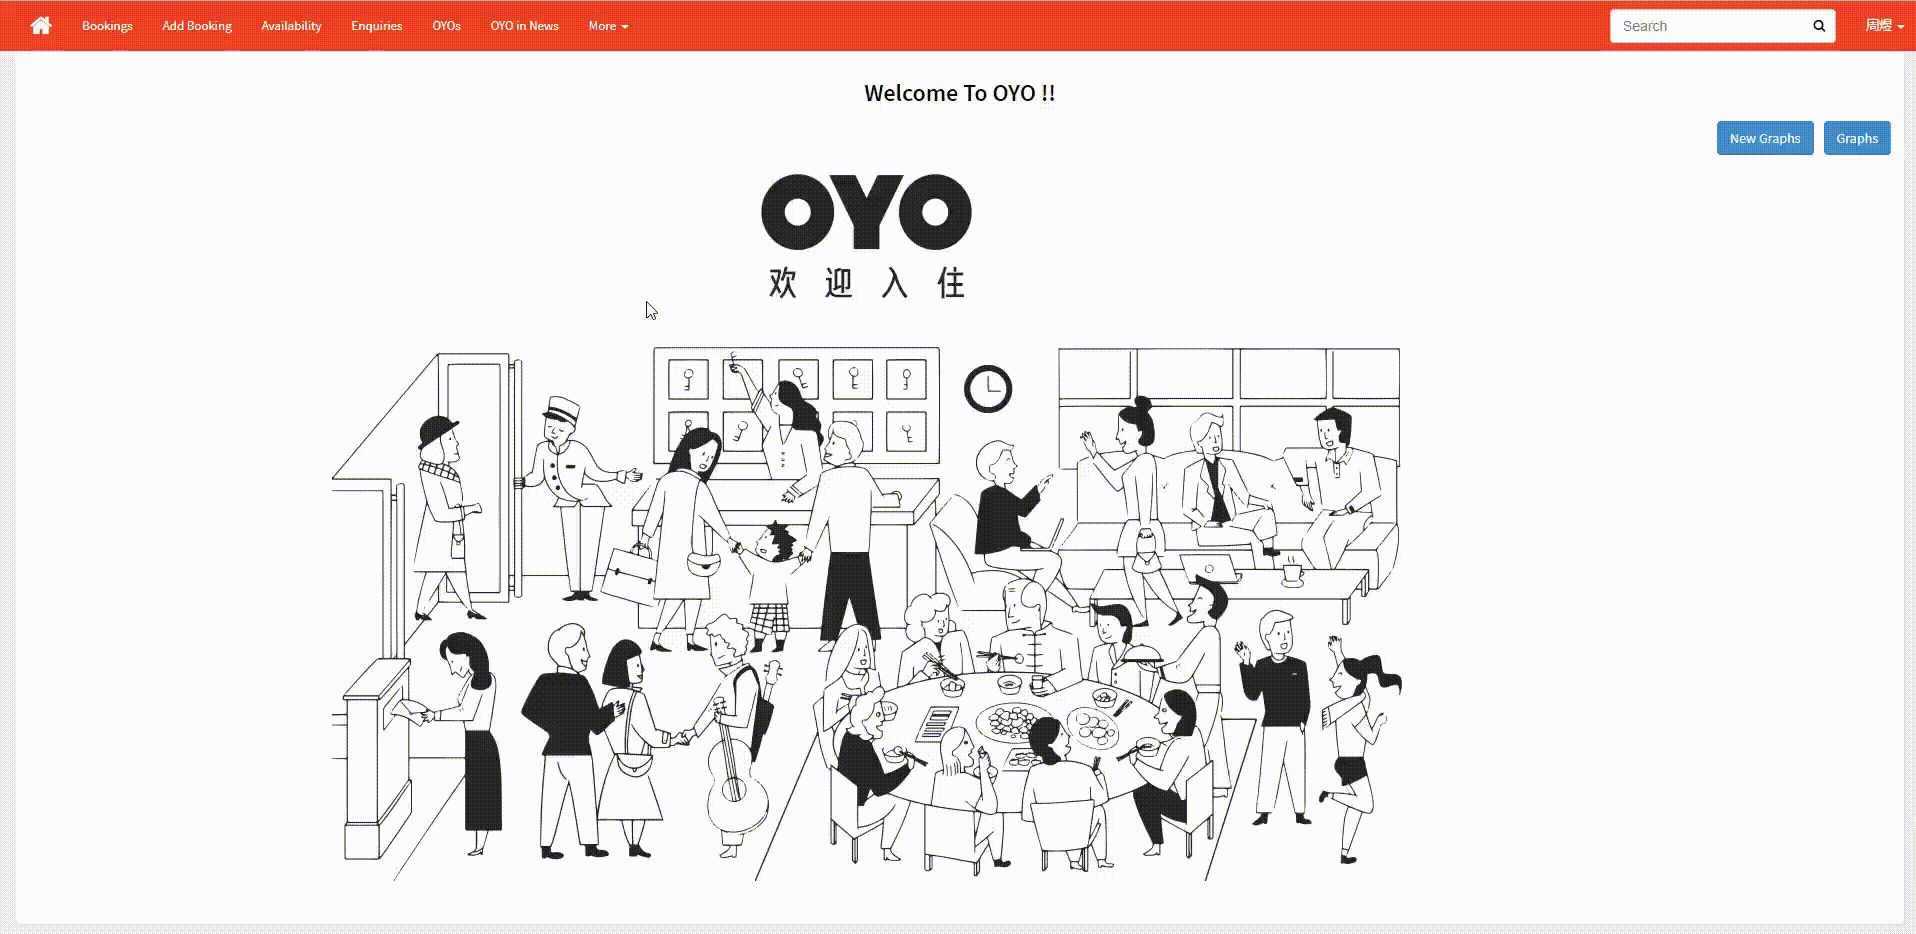 Bookings Add Booking Availability Enquiries OYOs OYO in News More Search 周煜
Welcome To OYO !!
New Graphs Graphs
OYO
欢迎入住